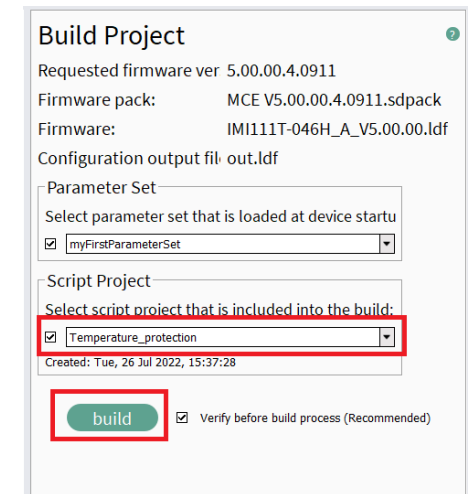 Build Project
?
Requested firmware ver 5.00.00.4.0911
Firmware pack: MCE V5.00.00.4.0911.sdpack
Firmware: IMI111T-046H_A_V5.00.00.ldf
Configuration output fil out.ldf
Parameter Set
Select parameter set that is loaded at device startu
myFirstParameterSet
Script Project
Select script project that is included into the build:
Temperature_protection
Created: Tue, 26 Jul 2022, 15:37:28
build Verify before build process (Recommended)